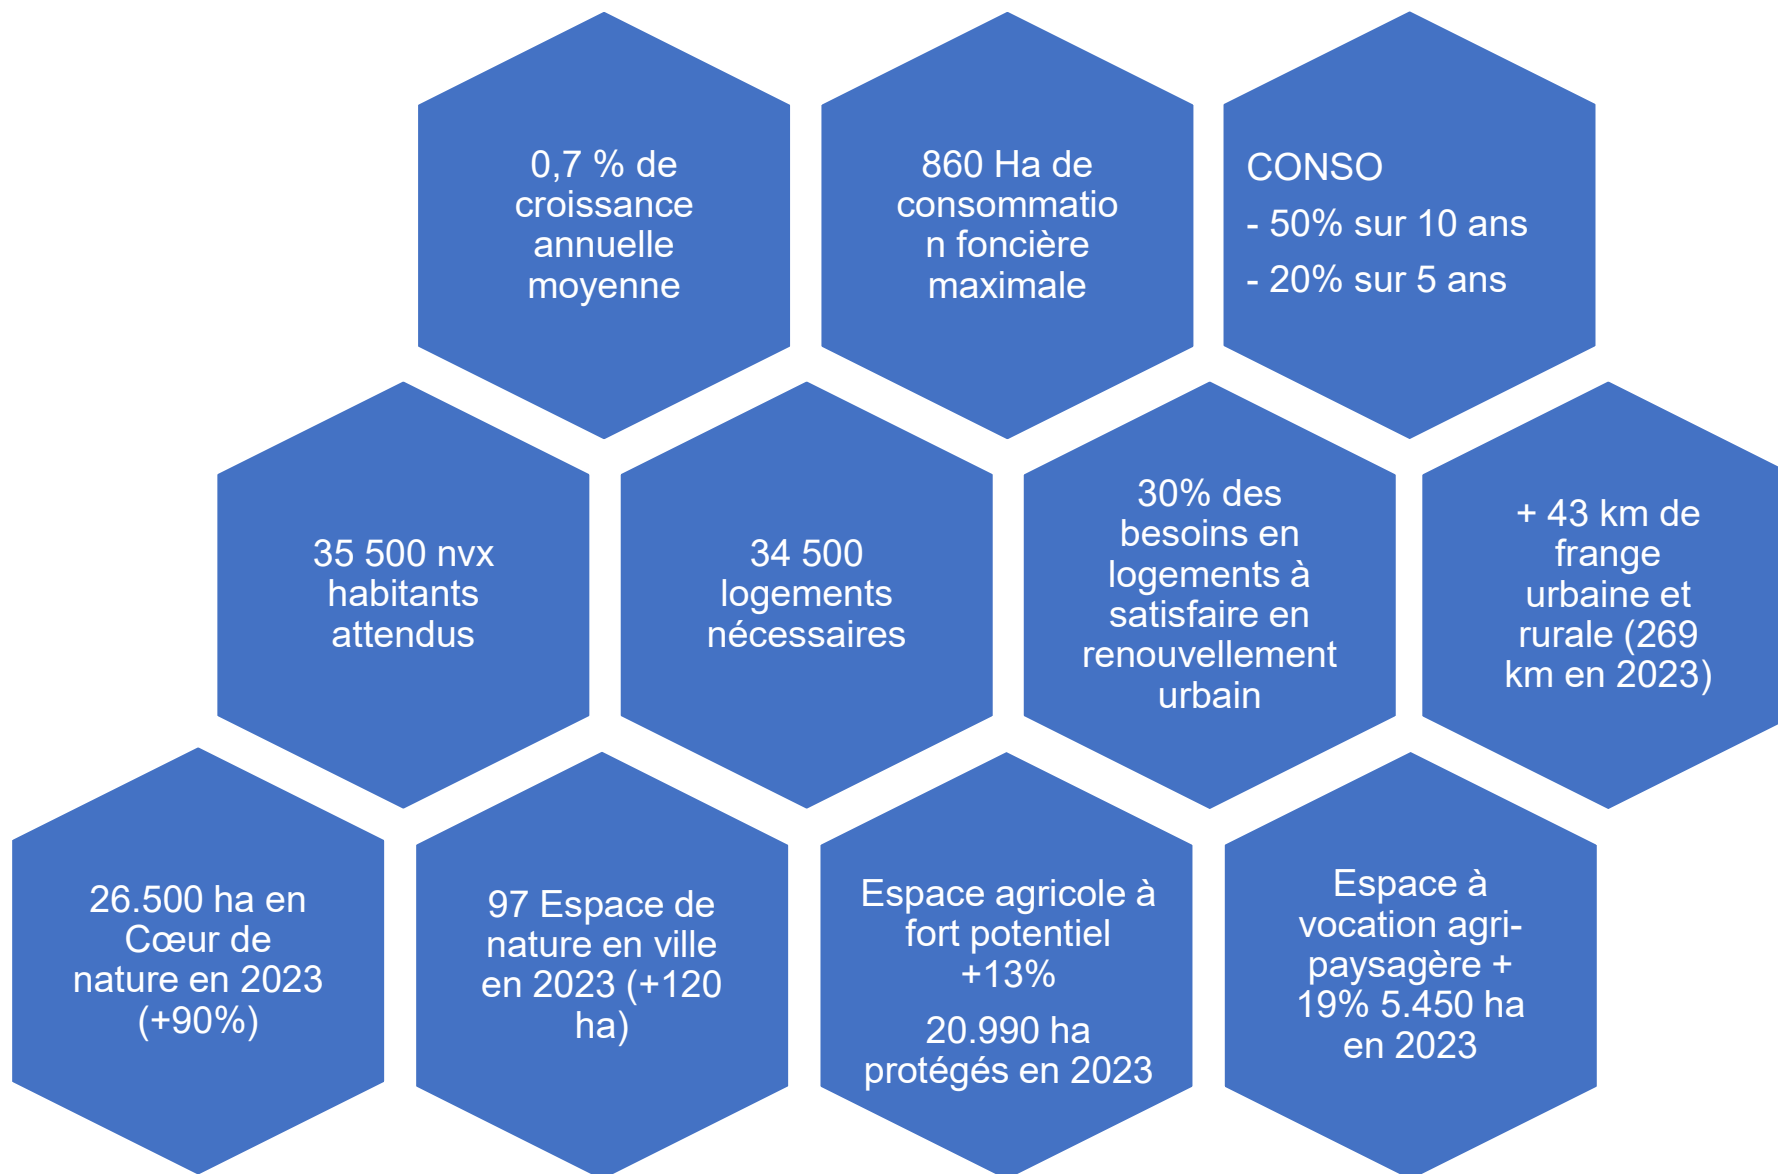 0,7 % de
croissance
annuelle
moyenne
860 Ha de
consommatio
n foncière
maximale
CONSO
- 50% sur 10 ans
- 20% sur 5 ans
35 500 nvx
habitants
attendus
34 500
logements
nécessaires
30% des
besoins en
logements à
satisfaire en
renouvellement
urbain
+ 43 km de
frange
urbaine et
rurale (269
km en 2023)
26.500 ha en
Cœur de
nature en 2023
(+90%)
97 Espace de
nature en ville
en 2023 (+120
ha)
Espace agricole à
fort potentiel
+13%
20.990 ha
protégés en 2023
Espace à
vocation agri-
paysagère +
19% 5.450 ha
en 2023